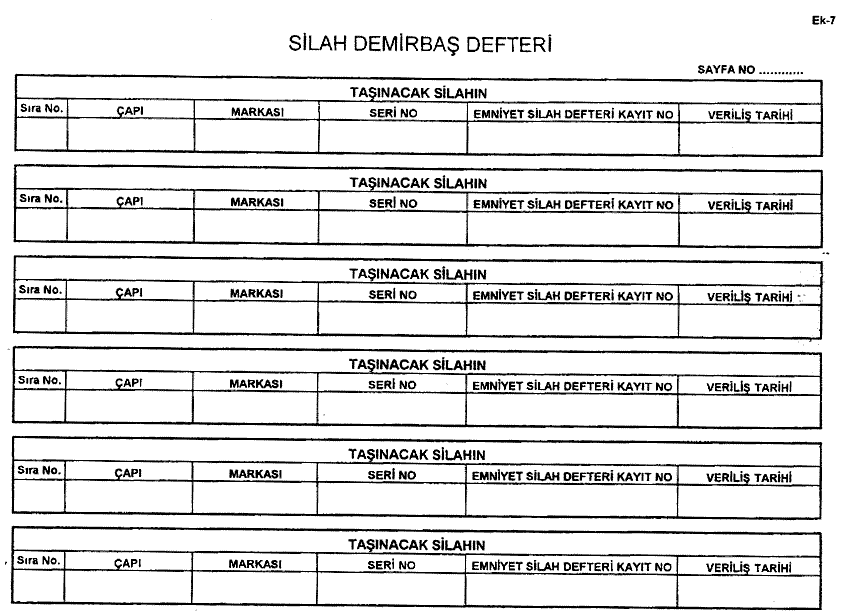 Ek-7
SİLAH DEMİRBAŞ DEFTERİ
SAYFA NO ............
TAŞINACAK SİLAHIN
Sıra No. ÇAPI MARKASI SERİ NO EMNİYET SİLAH DEFTERİ KAYIT NO VERİLİŞ TARİHİ
TAŞINACAK SİLAHIN
Sıra No. ÇAPI MARKASI SERİ NO EMNİYET SİLAH DEFTERİ KAYIT NO VERİLİŞ TARİHİ
TAŞINACAK SİLAHIN
Sıra No. ÇAPI MARKASI SERİ NO EMNİYET SİLAH DEFTERİ KAYIT NO VERİLİŞ TARİHİ
TAŞINACAK SİLAHIN
Sıra No. ÇAPI MARKASI SERİ NO EMNİYET SİLAH DEFTERİ KAYIT NO VERİLİŞ TARİHİ
TAŞINACAK SİLAHIN
Sıra No. ÇAPI MARKASI SERİ NO EMNİYET SİLAH DEFTERİ KAYIT NO VERİLİŞ TARİHİ
TAŞINACAK SİLAHIN
Sıra No. ÇAPI MARKASI SERİ NO EMNİYET SİLAH DEFTERİ KAYIT NO VERİLİŞ TARİHİ